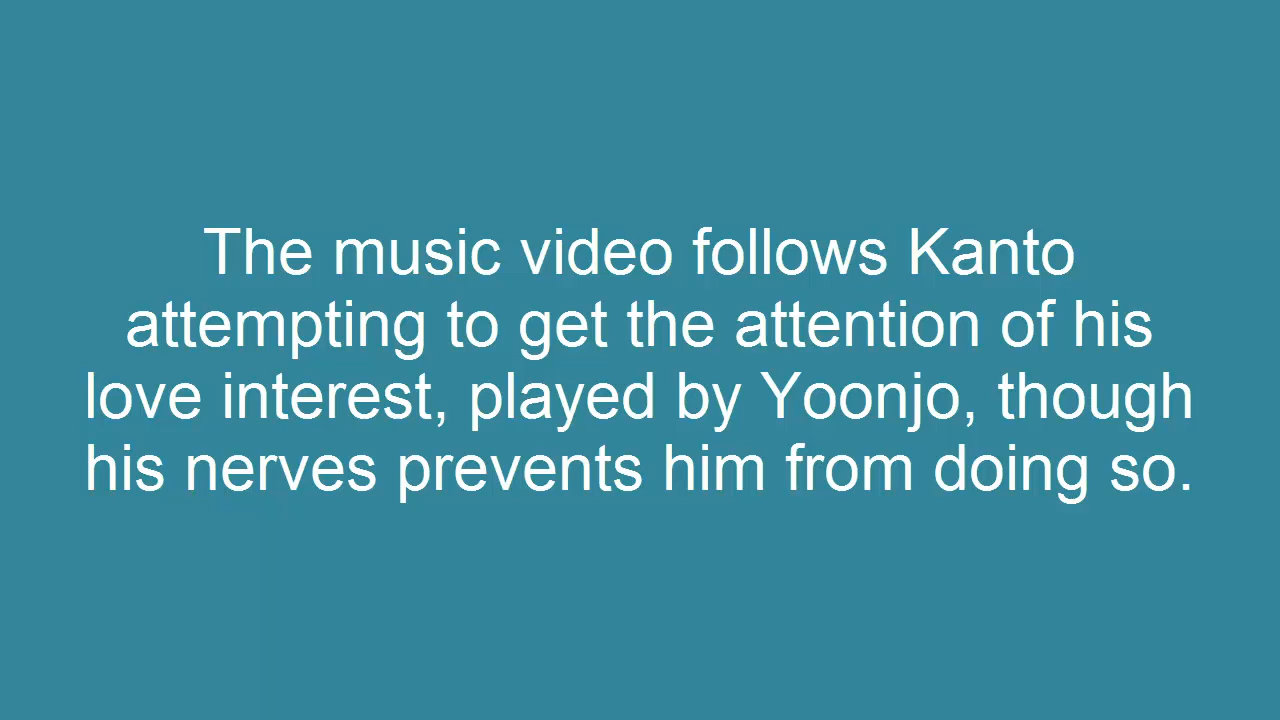 The music video follows Kanto
attempting to get the attention of his
love interest, played by Yoonjo, though
his nerves prevents him from doing so.